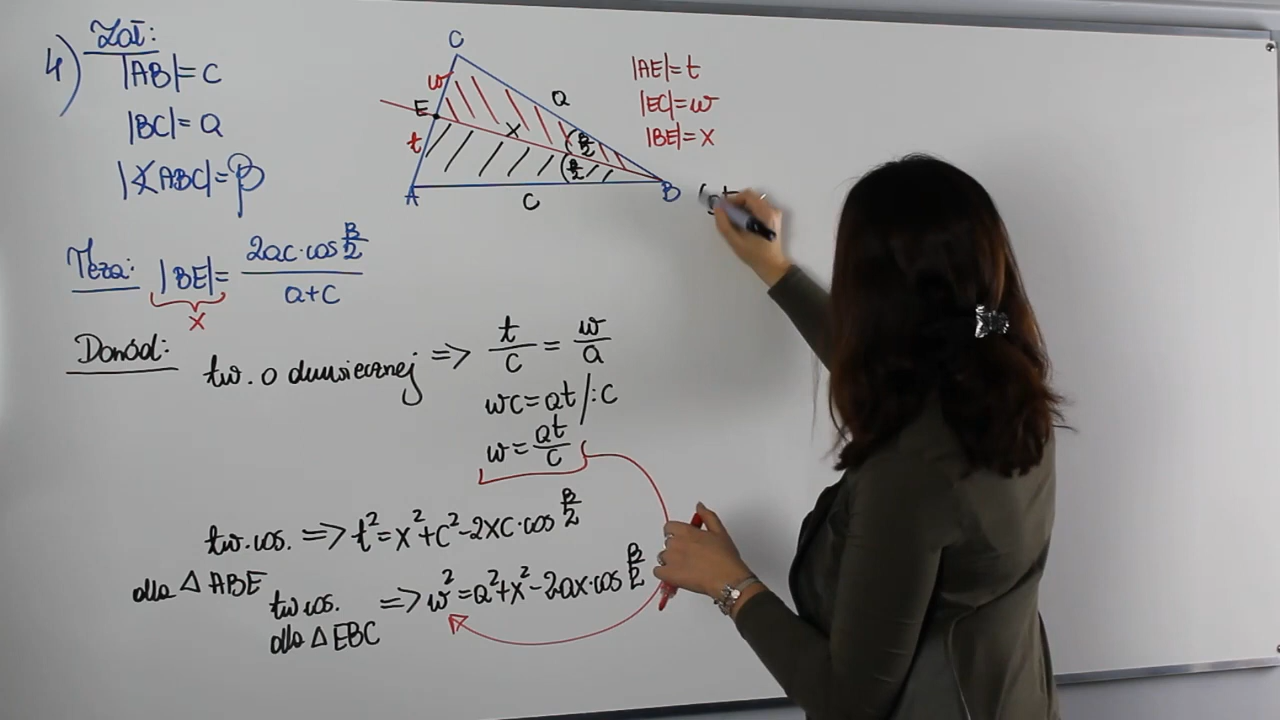 4) Zał:
|AB|=c
|BC|=a
|∢ABC|=β
Teza: |BE|= 2ac·cos β/2 / a+c
x
C
w
E
t
A
a
x
β/2
β/2
c
B
|AE|=t
|EC|=w
|BE|=x
Dowód:
tw. o dwusiecznej => t/c = w/a
wc=at /:c
w= at/c
tw. cos. => t²=x²+c²-2xc·cos β/2
dla △ABE
tw cos. => w²=a²+x²-2ax·cos β/2
dla △EBC